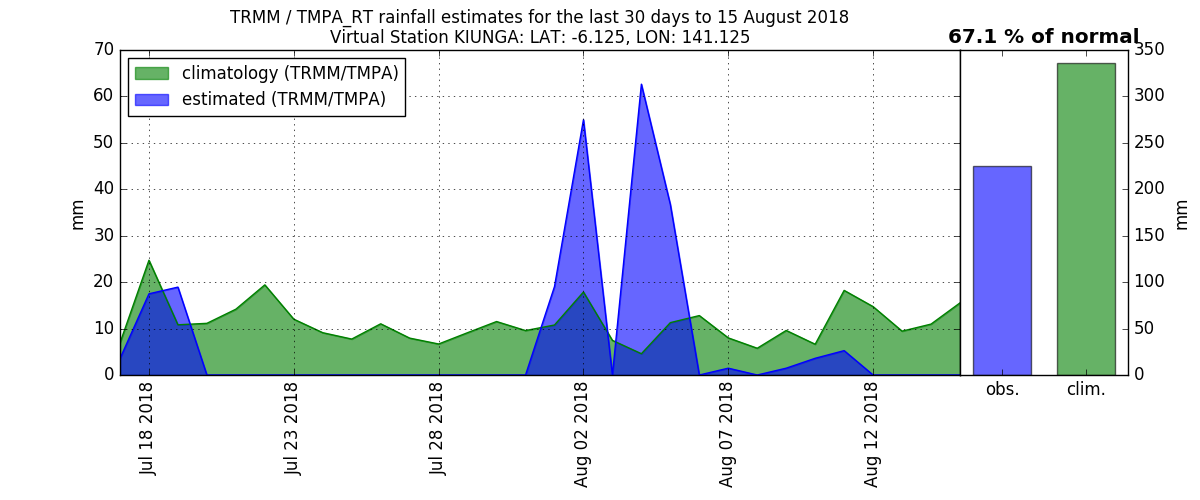 TRMM / TMPA_RT rainfall estimates for the last 30 days to 15 August 2018
Virtual Station KIUNGA: LAT: -6.125, LON: 141.125
67.1 % of normal
climatology (TRMM/TMPA)
estimated (TRMM/TMPA)
70
60
50
40
30
20
10
0
mm
Jul 18 2018
Jul 23 2018
Jul 28 2018
Aug 02 2018
Aug 07 2018
Aug 12 2018
350
300
250
200
150
100
50
0
mm
obs.
clim.